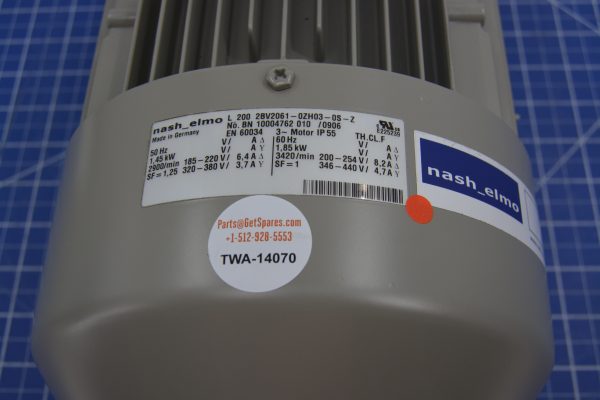 nash_elmo
Made in Germany
L 200 2BV2061-0ZH03-0S-Z
No. BN 10004762 010 /0906
EN 60034 3~ Motor IP 55 TH.CL.F
E225239
50 Hz V/ A Δ 60 Hz V/ A Δ
1,45 kW V/ A Y 1,85 kW V/ A Y
2900/min 185-220 V/ 6,4 A Δ 3420/min 200-254 V/ 8,2 A Δ
SF=1,25 320-380 V/ 3,7 A Y SF=1 346-440 V/ 4,7 A Y
nash_elmo
Parts@GetSpares.com
+1-512-928-5553
TWA-14070